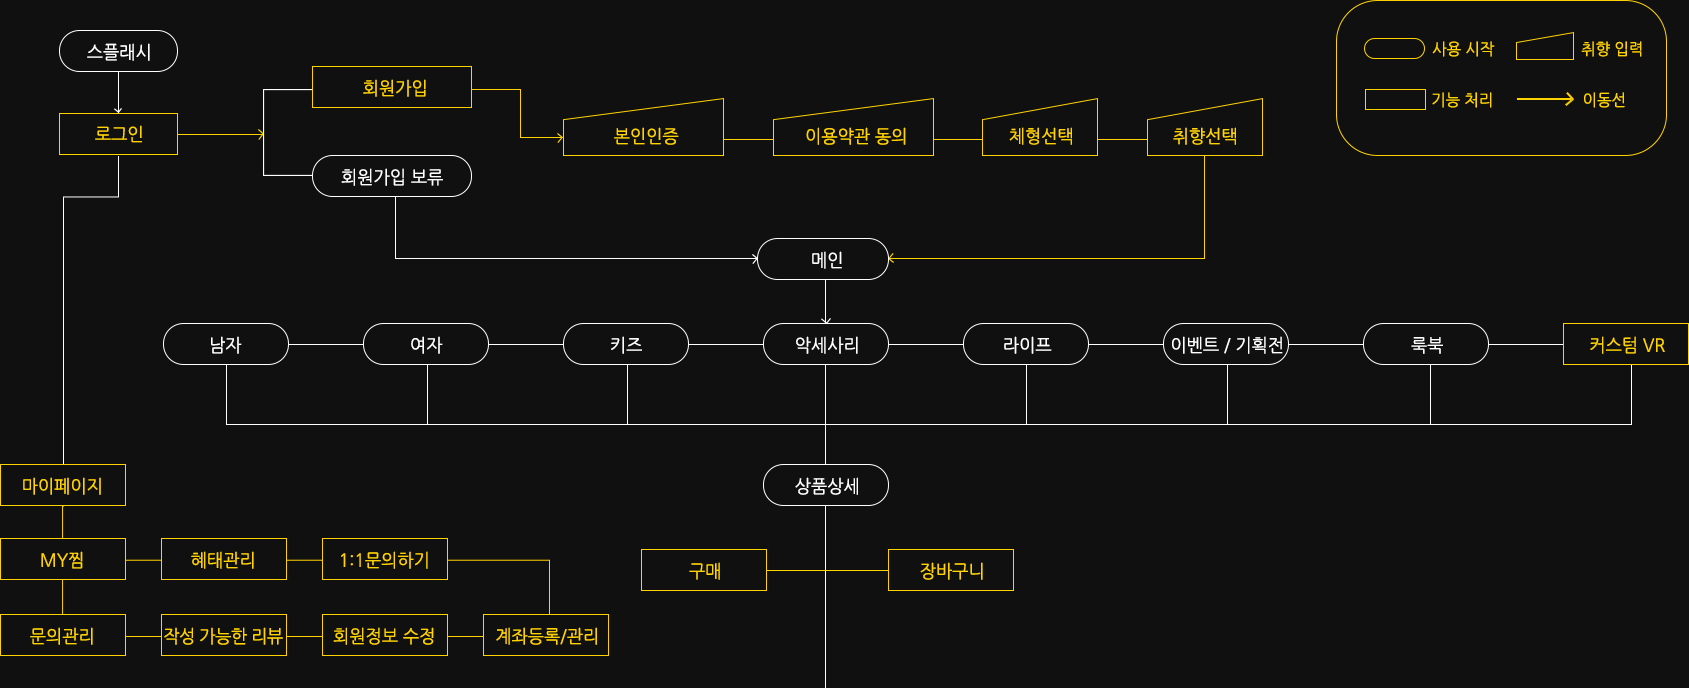 스플래시
사용 시작
취향 입력
회원가입
기능 처리
이동선
로그인
본인인증
이용약관 동의
체형선택
취향선택
회원가입 보류
메인
남자
여자
키즈
악세사리
라이프
이벤트 / 기획전
룩북
커스텀 VR
마이페이지
상품상세
MY찜
혜태관리
1:1문의하기
구매
장바구니
문의관리
작성 가능한 리뷰
회원정보 수정
계좌등록/관리